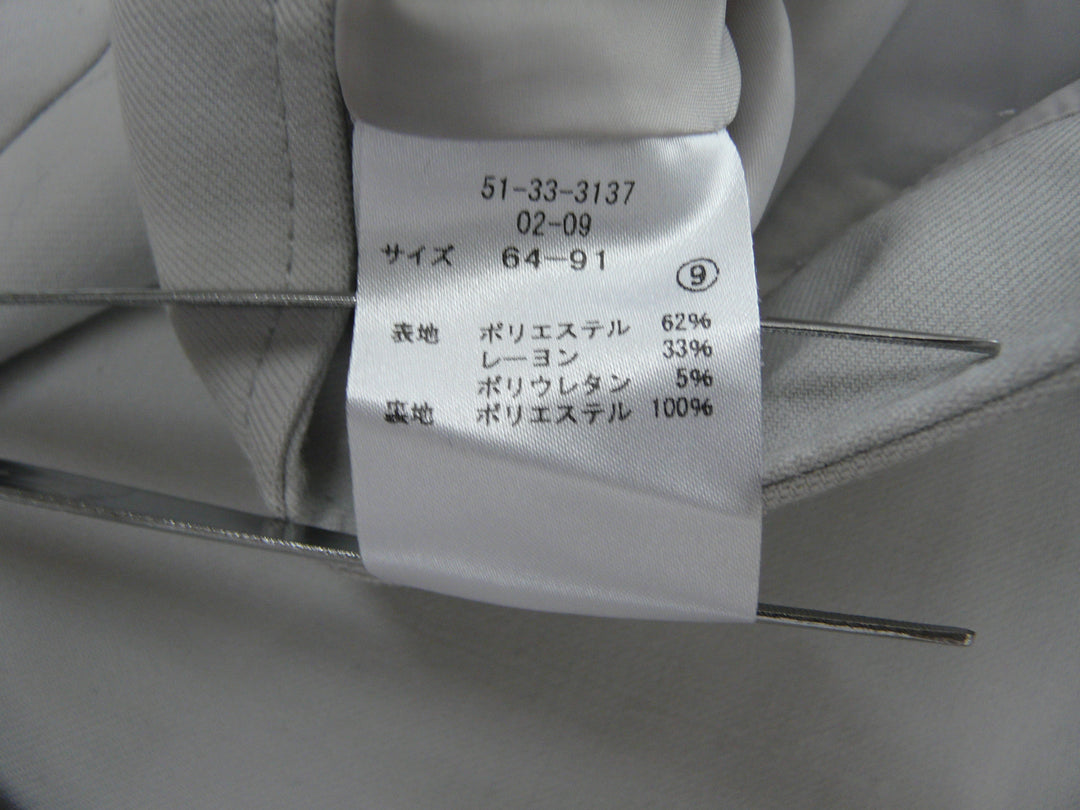 51-33-3137
02-09
サイズ 64-91
⑨
表地 ポリエステル 62%
レーヨン 33%
ポリウレタン 5%
裏地 ポリエステル 100%